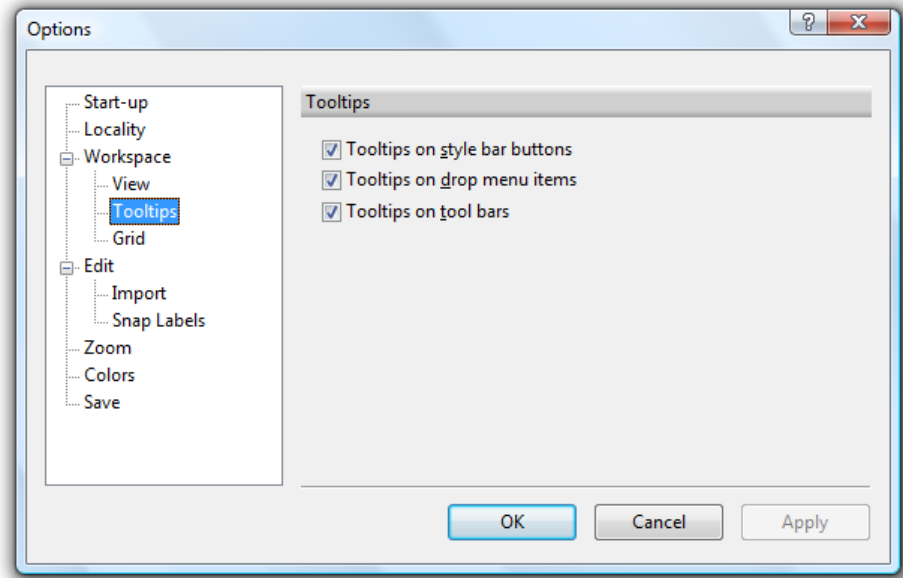 Options
Start-up
Locality
Workspace
View
Tooltips
Grid
Edit
Import
Snap Labels
Zoom
Colors
Save
Tooltips
Tooltips on style bar buttons
Tooltips on drop menu items
Tooltips on tool bars
OK Cancel Apply